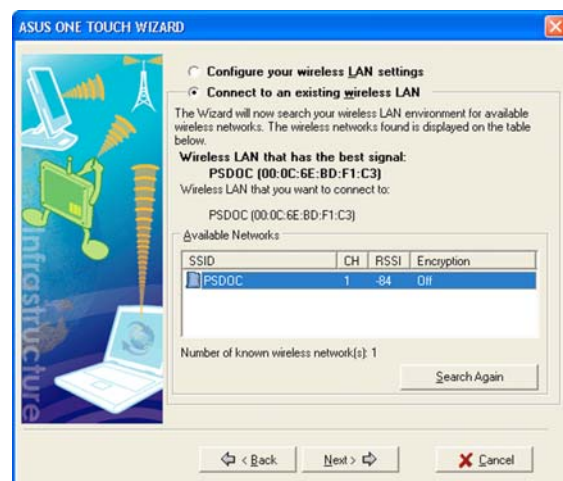 ASUS ONE TOUCH WIZARD
Configure your wireless LAN settings
Connect to an existing wireless LAN
The Wizard will now search your wireless LAN environment for available
wireless networks. The wireless networks found is displayed on the table
below.
Wireless LAN that has the best signal:
PSDOC (00:0C:6E:BD:F1:C3)
Wireless LAN that you want to connect to:
PSDOC (00:0C:6E:BD:F1:C3)
Available Networks
SSID CH RSSI Encryption
PSDOC 1 -84 Off
Number of known wireless network(s): 1
Search Again
Infrastructure
< Back Next > Cancel